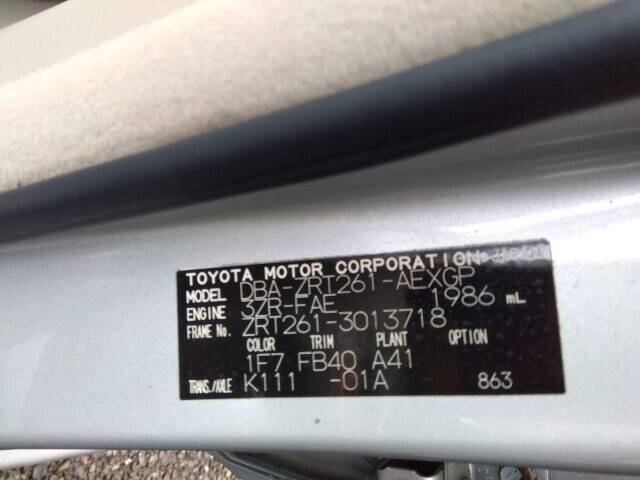 TOYOTA MOTOR CORPORATION JAPAN
MODEL DBA-ZRT261-AEXGP
ENGINE 3ZR-FAE 1986 mL
FRAME No. ZRT261-3013718
COLOR TRIM PLANT OPTION
1F7 FB40 A41
TRANS./AXLE K111 -01A 863